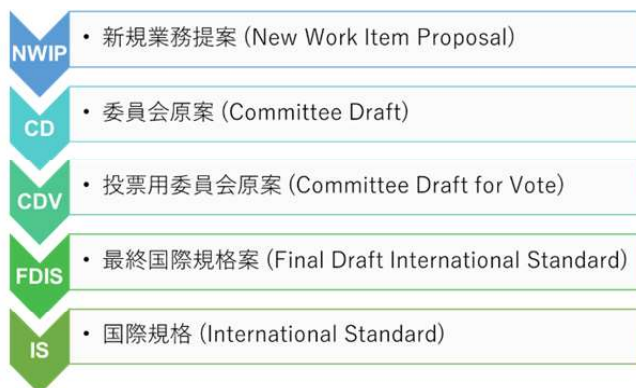 NWIP
• 新規業務提案 (New Work Item Proposal)
CD
• 委員会原案 (Committee Draft)
CDV
• 投票用委員会原案 (Committee Draft for Vote)
FDIS
• 最終国際規格案 (Final Draft International Standard)
IS
• 国際規格 (International Standard)